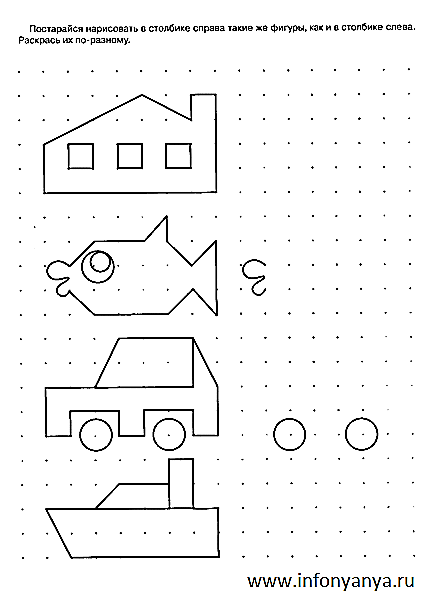 Постарайся нарисовать в столбике справа такие же фигуры, как и в столбике слева.
Раскрась их по-разному.
www.infonyanya.ru